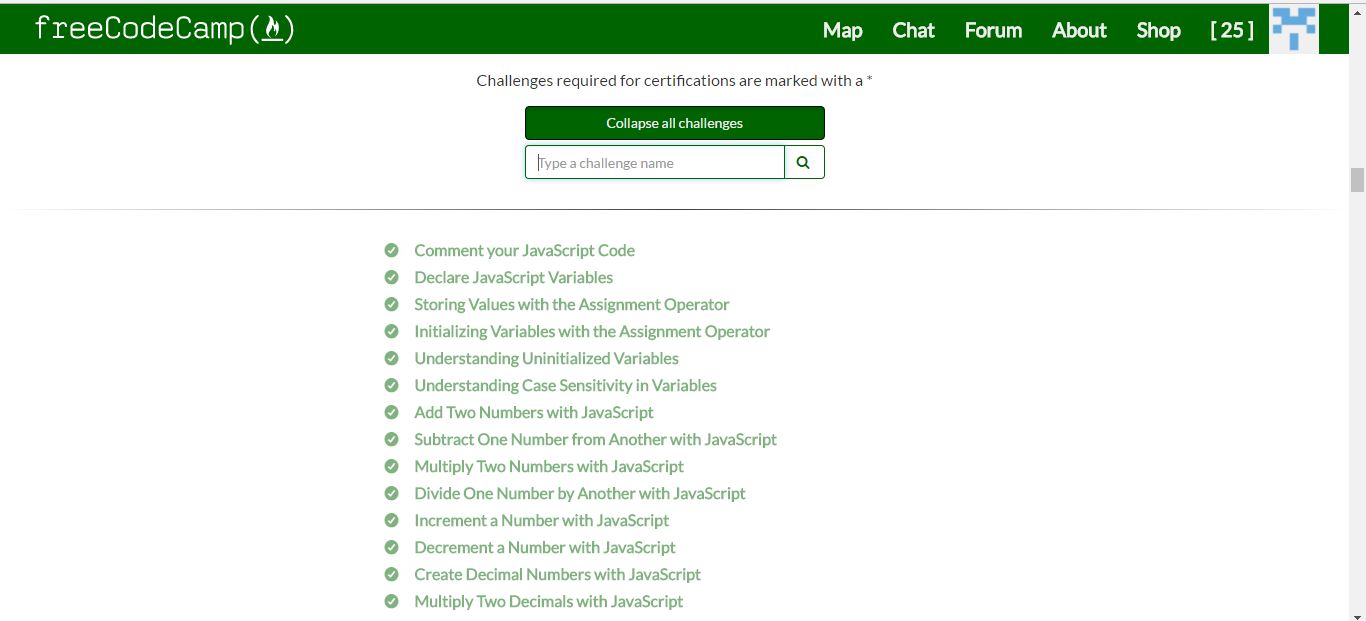 freeCodeCamp(🔥) Map Chat Forum About Shop [ 25 ]
Challenges required for certifications are marked with a *
Collapse all challenges
Type a challenge name
Comment your JavaScript Code
Declare JavaScript Variables
Storing Values with the Assignment Operator
Initializing Variables with the Assignment Operator
Understanding Uninitialized Variables
Understanding Case Sensitivity in Variables
Add Two Numbers with JavaScript
Subtract One Number from Another with JavaScript
Multiply Two Numbers with JavaScript
Divide One Number by Another with JavaScript
Increment a Number with JavaScript
Decrement a Number with JavaScript
Create Decimal Numbers with JavaScript
Multiply Two Decimals with JavaScript